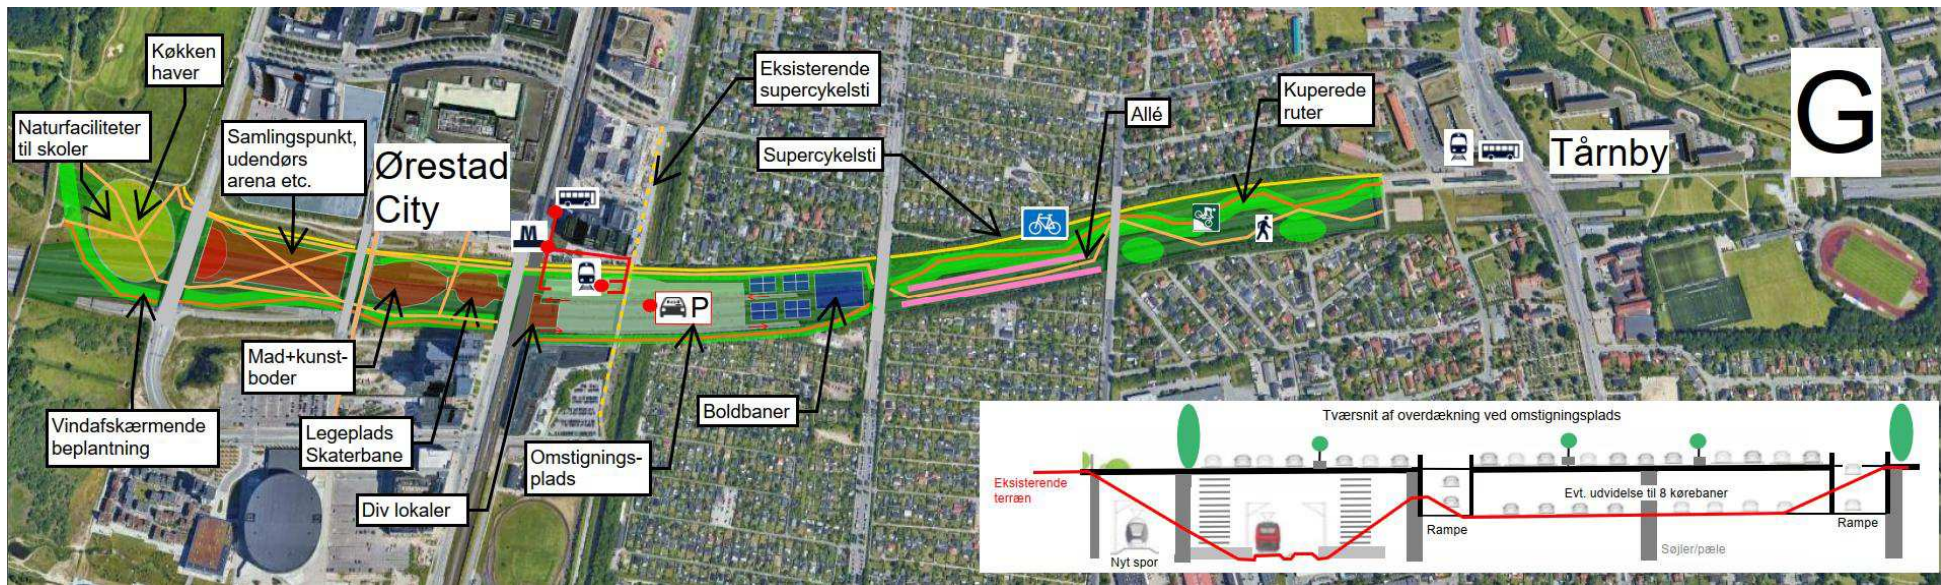 Køkken
haver
Naturfaciliteter
til skoler
Samlingspunkt,
udendørs
arena etc.
Ørestad
City
Eksisterende
supercykelsti
Supercykelsti
Allé
Kuperede
ruter
Tårnby
G
M
P
Vindafskærmende
beplantning
Mad+kunst-
boder
Legeplads
Skaterbane
Div lokaler
Omstignings-
plads
Boldbaner
Tværsnit af overdækning ved omstigningsplads
Eksisterende
terræn
Evt. udvidelse til 8 kørebaner
Rampe
Rampe
Nyt spor
Søjler/pæle